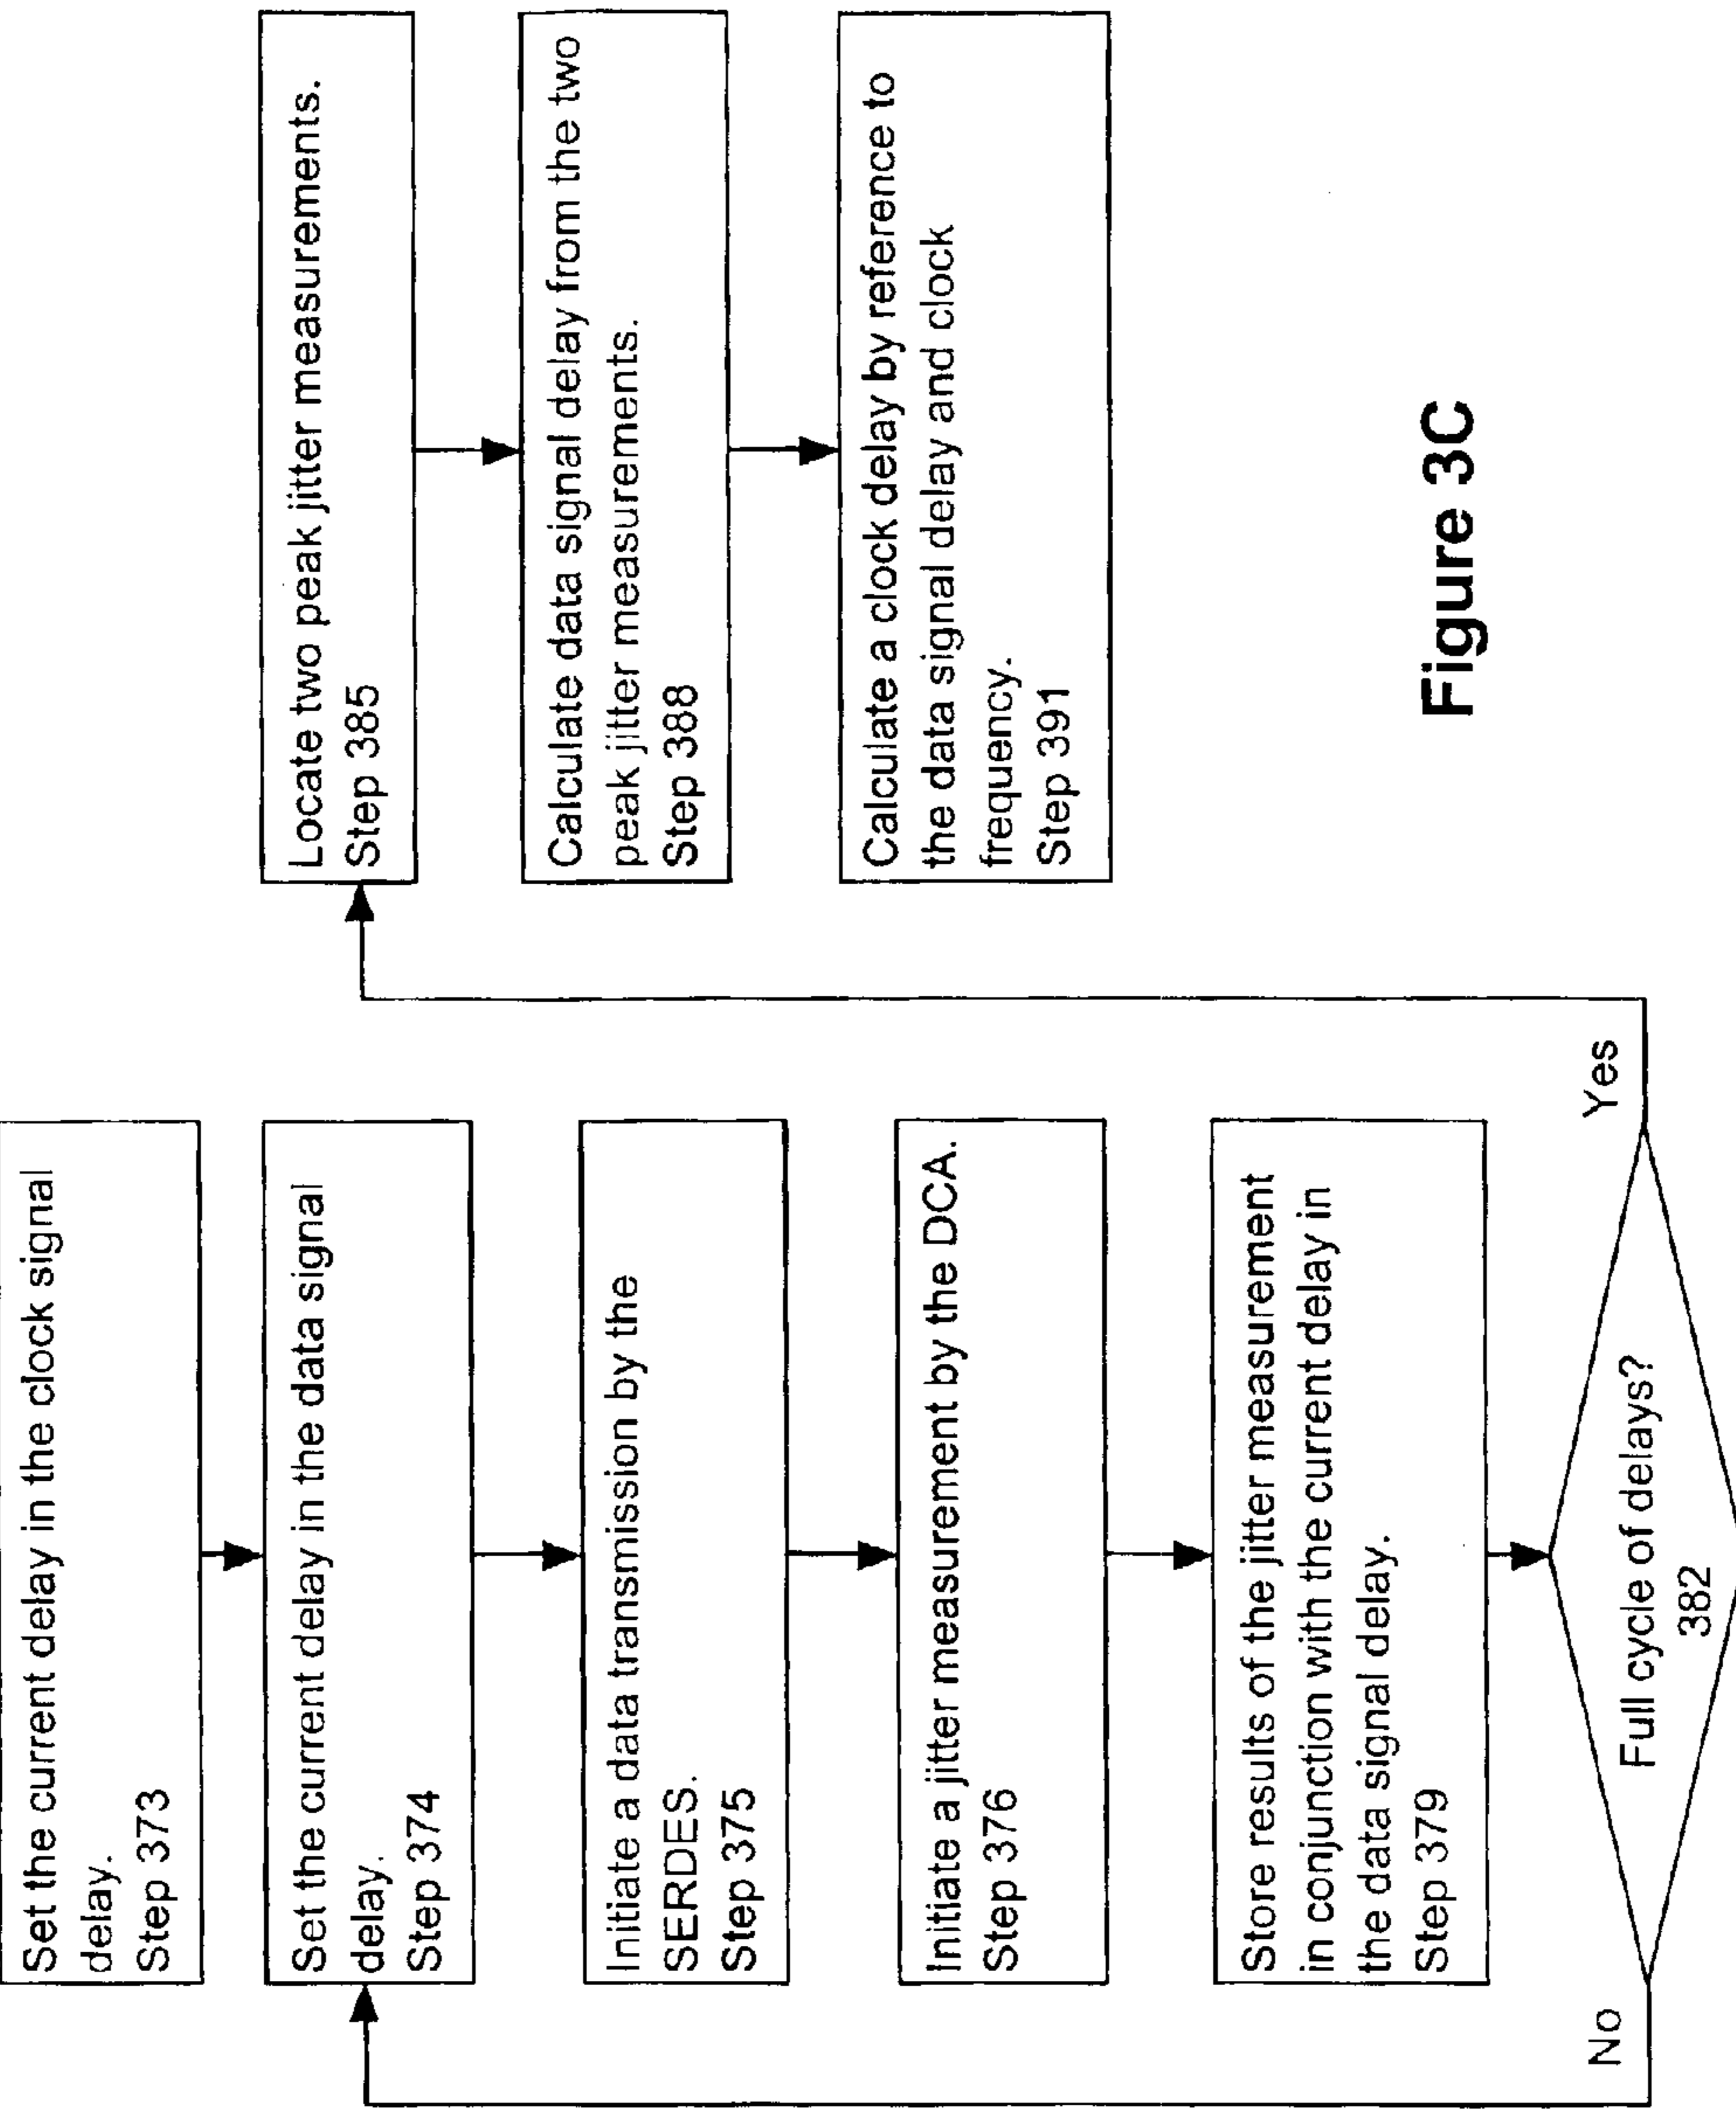 Set the current delay in the clock signal
delay.
Step 373
Set the current delay in the data signal
delay.
Step 374
Initiate a data transmission by the
SERDES.
Step 375
Initiate a jitter measurement by the DCA.
Step 376
Store results of the jitter measurement
in conjunction with the current delay in
the data signal delay.
Step 379
Full cycle of delays?
382
No
Yes
Locate two peak jitter measurements.
Step 385
Calculate data signal delay from the two
peak jitter measurements.
Step 388
Calculate a clock delay by reference to
the data signal delay and clock
frequency.
Step 391
Figure 3C